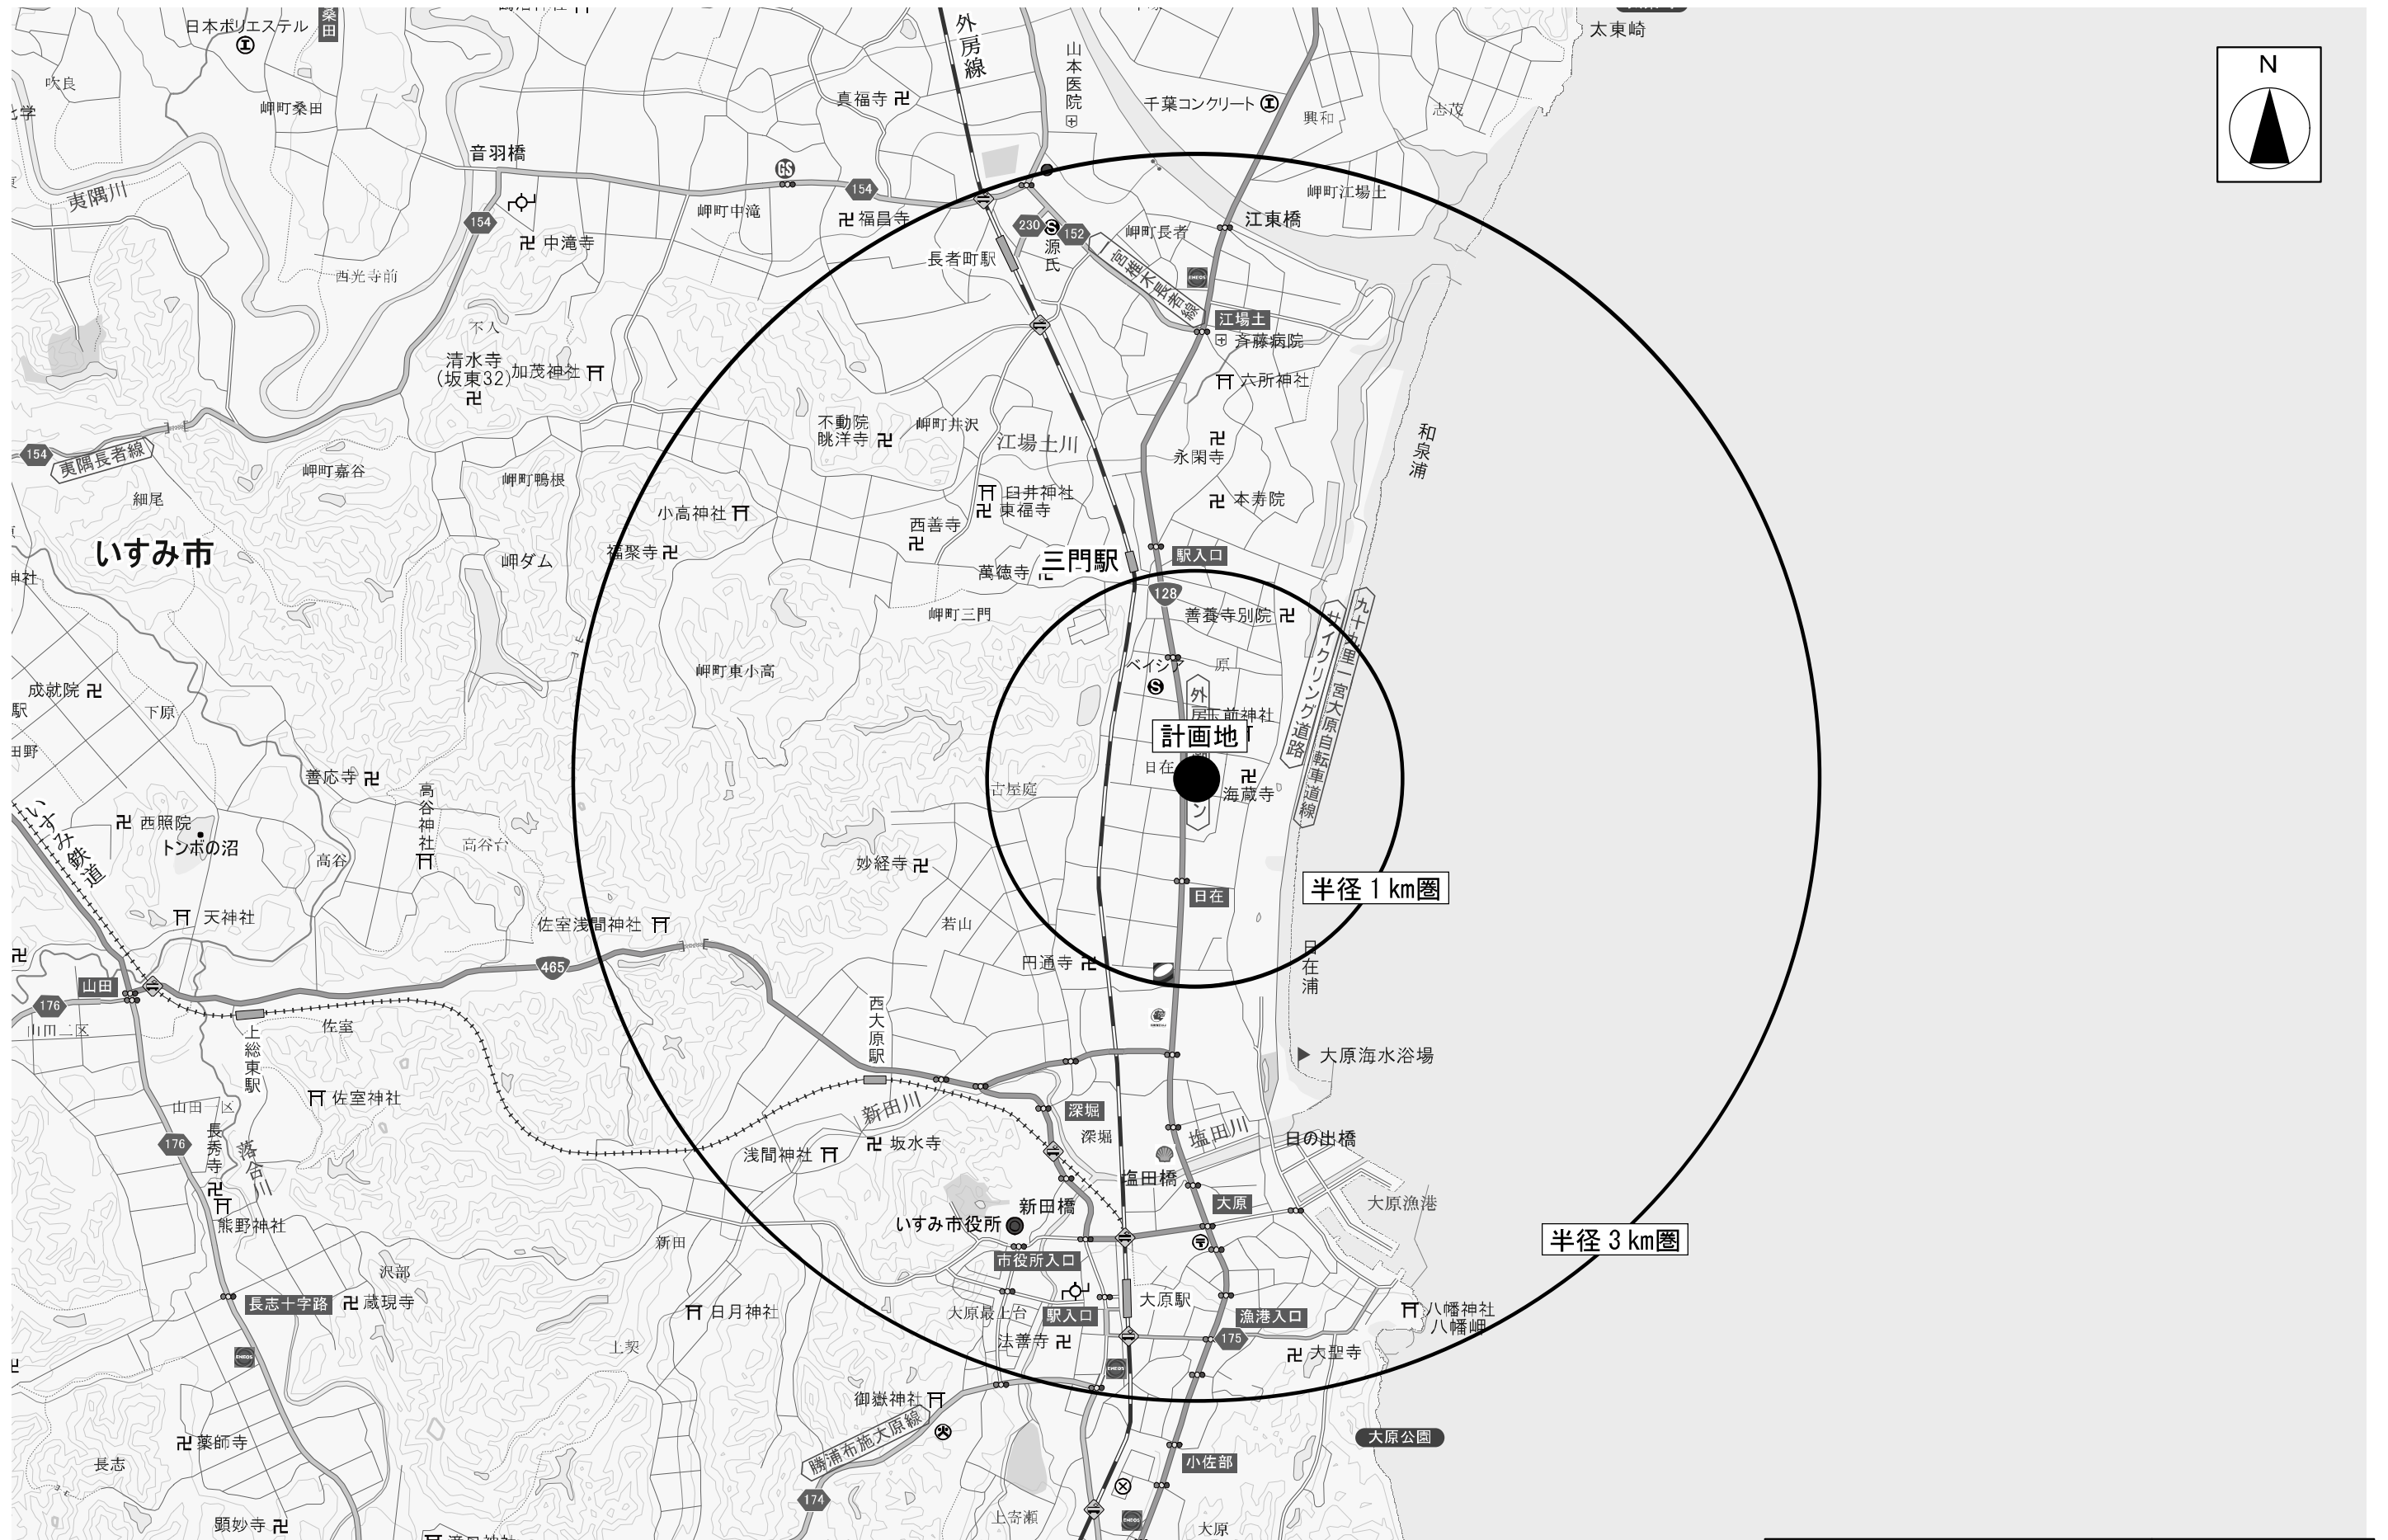 日本ポリエステル
桑田
外房線
山本医院
太東崎
N
吹良
岬町桑田
真福寺
千葉コンクリート
興和
志茂
音羽橋
夷隅川
GS
154
岬町中滝
福昌寺
岬町江場土
江東橋
154
中滝寺
230
152
岬町長者
源氏
長者町駅
西光寺前
ENEOS
江場土
斉藤病院
六所神社
不入
清水寺
(坂東32)
加茂神社
不動院
眺洋寺
岬町井沢
江場土川
和泉浦
永閑寺
154
夷隅長者線
岬町嘉谷
岬町鴨根
細尾
小高神社
臼井神社
東福寺
本寿院
西善寺
いすみ市
岬ダム
福聚寺
三門駅
駅入口
萬徳寺
128
岬町三門
善養寺別院
九十九里一宮大原自転車道線
サイクリング道路
ベイシア
原
岬町東小高
成就院
下原
玉前神社
計画地
日在
海蔵寺
善応寺
高谷神社
古屋庭
いすみ鉄道
西照院
トンボの沼
高谷
高谷台
妙経寺
半径1km圏
日在
天神社
佐室浅間神社
若山
日在浦
円通寺
465
山田
176
山田二区
上総東駅
佐室
西大原駅
大原海水浴場
佐室神社
山田一区
新田川
深堀
176
長秀寺
落合川
坂水寺
深堀
塩田川
日の出橋
浅間神社
塩田橋
熊野神社
新田橋
大原
大原漁港
いすみ市役所
半径3km圏
新田
市役所入口
沢部
長志十字路
蔵現寺
日月神社
大原最上台
駅入口
大原駅
漁港入口
八幡神社
八幡岬
法善寺
175
大聖寺
上契
ENEOS
ENEOS
御嶽神社
勝浦布施大原線
大原公園
薬師寺
長志
小佐部
174
顕妙寺
上寄瀬
ENEOS
大原